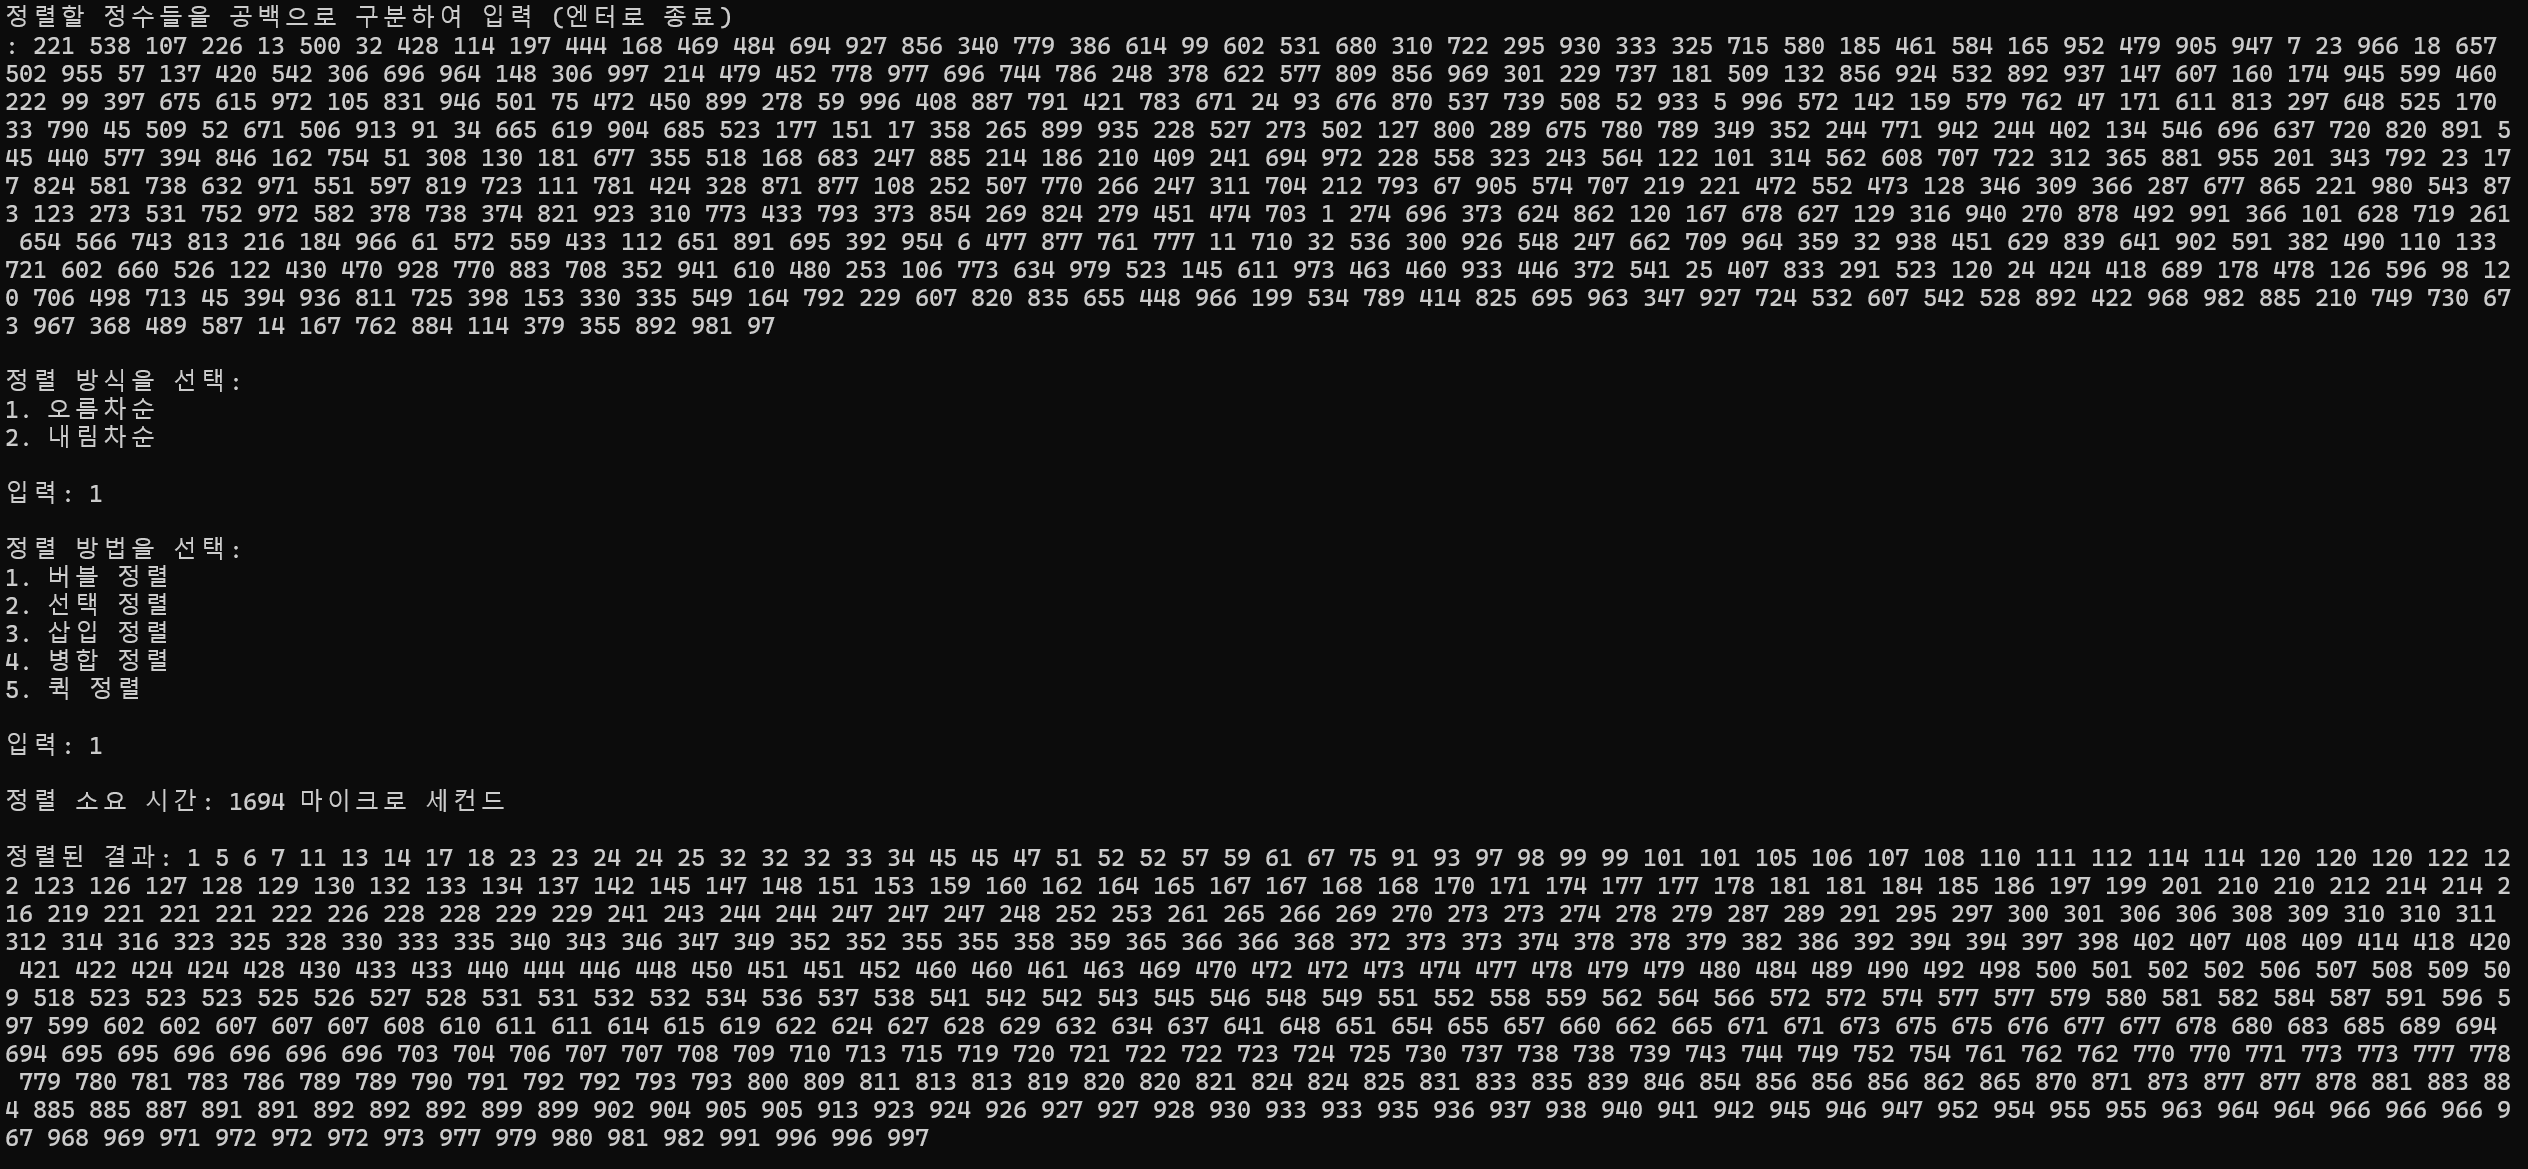 정렬할 정수들을 공백으로 구분하여 입력 (엔터로 종료)
: 221 538 107 226 13 500 32 428 114 197 444 168 469 484 694 927 856 340 779 386 614 99 602 531 680 310 722 295 930 333 325 715 580 185 461 584 165 952 479 905 947 7 23 966 18 657
502 955 57 137 420 542 306 696 964 148 306 997 214 479 452 778 977 696 744 786 248 378 622 577 809 856 969 301 229 737 181 509 132 856 924 532 892 937 147 607 160 174 945 599 460
222 99 397 675 615 972 105 831 946 501 75 472 450 899 278 59 996 408 887 791 421 783 671 24 93 676 870 537 739 508 52 933 5 996 572 142 159 579 762 47 171 611 813 297 648 525 170
33 790 45 509 52 671 506 913 91 34 665 619 904 685 523 177 151 17 358 265 899 935 228 527 273 502 127 800 289 675 780 789 349 352 244 771 942 244 402 134 546 696 637 720 820 891 5
45 440 577 394 846 162 754 51 308 130 181 677 355 518 168 683 247 885 214 186 210 409 241 694 972 228 558 323 243 564 122 101 314 562 608 707 722 312 365 881 955 201 343 792 23 17
7 824 581 738 632 971 551 597 819 723 111 781 424 328 871 877 108 252 507 770 266 247 311 704 212 793 67 905 574 707 219 221 472 552 473 128 346 309 366 287 677 865 221 980 543 87
3 123 273 531 752 972 582 378 738 374 821 923 310 773 433 793 373 854 269 824 279 451 474 703 1 274 696 373 624 862 120 167 678 627 129 316 940 270 878 492 991 366 101 628 719 261
654 566 743 813 216 184 966 61 572 559 433 112 651 891 695 392 954 6 477 877 761 777 11 710 32 536 300 926 548 247 662 709 964 359 32 938 451 629 839 641 902 591 382 490 110 133
721 602 660 526 122 430 470 928 770 883 708 352 941 610 480 253 106 773 634 979 523 145 611 973 463 460 933 446 372 541 25 407 833 291 523 120 24 424 418 689 178 478 126 596 98 12
0 706 498 713 45 394 936 811 725 398 153 330 335 549 164 792 229 607 820 835 655 448 966 199 534 789 414 825 695 963 347 927 724 532 607 542 528 892 422 968 982 885 210 749 730 67
3 967 368 489 587 14 167 762 884 114 379 355 892 981 97
정렬 방식을 선택:
1. 오름차순
2. 내림차순
입력: 1
정렬 방법을 선택:
1. 버블 정렬
2. 선택 정렬
3. 삽입 정렬
4. 병합 정렬
5. 퀵 정렬
입력: 1
정렬 소요 시간: 1694 마이크로 세컨드
정렬된 결과: 1 5 6 7 11 13 14 17 18 23 23 24 24 25 32 32 32 33 34 45 45 47 51 52 52 57 59 61 67 75 91 93 97 98 99 99 101 101 105 106 107 108 110 111 112 114 114 120 120 120 122 12
2 123 126 127 128 129 130 132 133 134 137 142 145 147 148 151 153 159 160 162 164 165 167 167 168 168 170 171 174 177 177 178 181 181 184 185 186 197 199 201 210 210 212 214 214 2
16 219 221 221 221 222 226 228 228 229 229 241 243 244 244 247 247 247 248 252 253 261 265 266 269 270 273 273 274 278 279 287 289 291 295 297 300 301 306 306 308 309 310 310 311
312 314 316 323 325 328 330 333 335 340 343 346 347 349 352 352 355 355 358 359 365 366 366 368 372 373 373 374 378 378 379 382 386 392 394 394 397 398 402 407 408 409 414 418 420
421 422 424 424 428 430 433 433 440 444 446 448 450 451 451 452 460 460 461 463 469 470 472 472 473 474 477 478 479 479 480 484 489 490 492 498 500 501 502 502 506 507 508 509 50
9 518 523 523 523 525 526 527 528 531 531 532 532 534 536 537 538 541 542 542 543 545 546 548 549 551 552 558 559 562 564 566 572 572 574 577 577 579 580 581 582 584 587 591 596 5
97 599 602 602 607 607 607 608 610 611 611 614 615 619 622 624 627 628 629 632 634 637 641 648 651 654 655 657 660 662 665 671 671 673 675 675 676 677 677 678 680 683 685 689 694
694 695 695 696 696 696 696 703 704 706 707 707 708 709 710 713 715 719 720 721 722 722 723 724 725 730 737 738 738 739 743 744 749 752 754 761 762 762 770 770 771 773 773 777 778
779 780 781 783 786 789 789 790 791 792 792 793 793 800 809 811 813 813 819 820 820 821 824 824 825 831 833 835 839 846 854 856 856 856 862 865 870 871 873 877 877 878 881 883 88
4 885 885 887 891 891 892 892 892 899 899 902 904 905 905 913 923 924 926 927 927 928 930 933 933 935 936 937 938 940 941 942 945 946 947 952 954 955 955 963 964 964 966 966 966 9
67 968 969 971 972 972 972 973 977 979 980 981 982 991 996 996 997